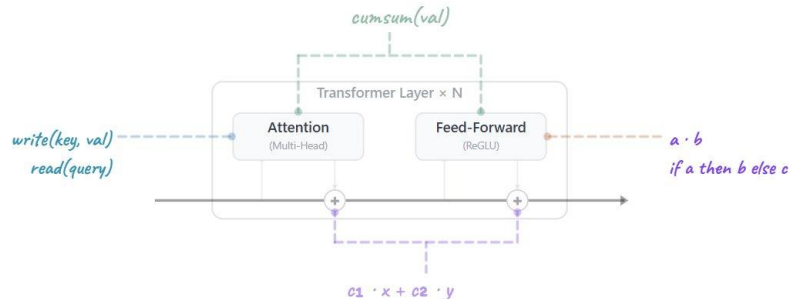 cumsum(val)
Transformer Layer × N
Attention
(Multi-Head)
Feed-Forward
(ReGLU)
write(key, val)
read(query)
a · b
if a then b else c
+
+
c1 · x + c2 · y